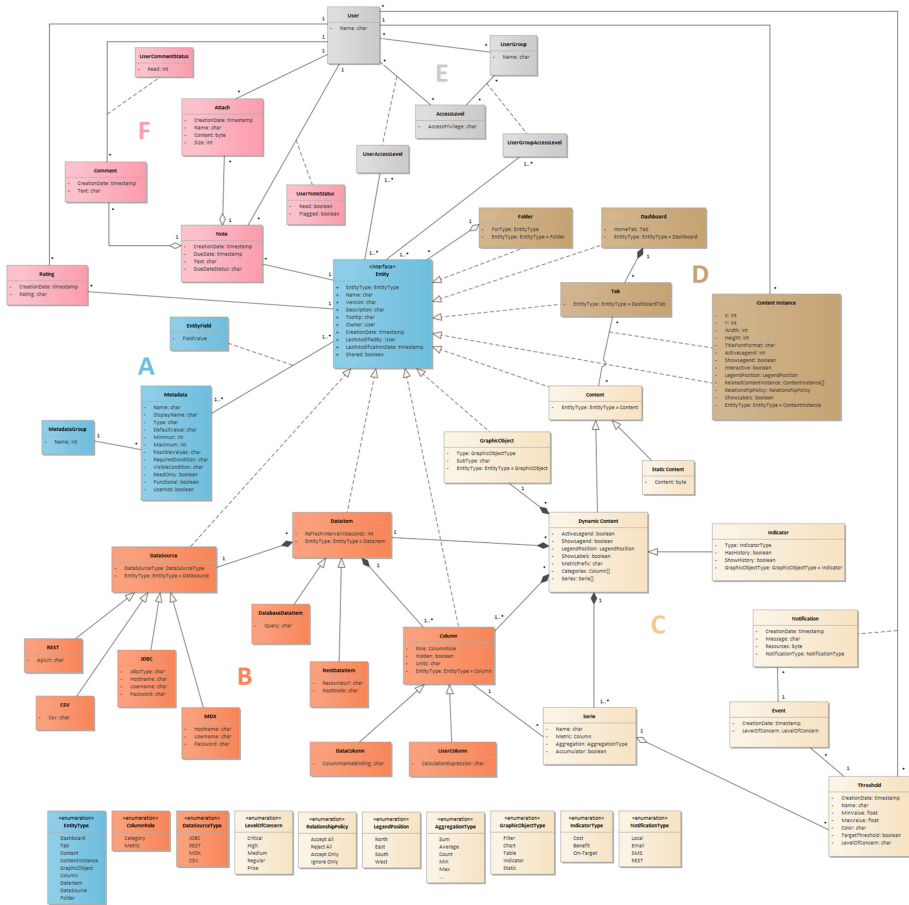 User
- Name: char
UserGroup
- Name: char
UserCommentStatus
- Read: int
E
Attach
- CreationDate: timestamp
- Name: char
- Content: byte
- Size: int
AccessLevel
- AccessPrivilege: char
F
UserAccessLevel
UserGroupAccessLevel
Comment
- CreationDate: timestamp
- Text: char
UserNoteStatus
- Read: boolean
- Flagged: boolean
Note
- CreationDate: timestamp
- DueDate: timestamp
- Text: char
- DueDateStatus: char
Folder
- ForType: EntityType
- EntityType: EntityType = Folder
Dashboard
- HomeTab: Tab
- EntityType: EntityType = Dashboard
D
Rating
- CreationDate: timestamp
- Rating: char
«interface»
Entity
+ EntityType: EntityType
+ Name: char
+ Version: char
+ Description: char
+ Tooltip: char
+ Owner: User
+ CreationDate: timestamp
+ LastModifiedBy: User
+ LastModificationDate: timestamp
+ Shared: boolean
Tab
- EntityType: EntityType = DashboardTab
Content Instance
- X: int
- Y: int
- Width: int
- Height: int
- TitleFontFormat: char
- ActiveLegend: int
- ShowLegend: boolean
- Interactive: boolean
- LegendPosition: LegendPosition
- RelatedContentInstance: ContentInstance[]
- RelationshipPolicy: RelationshipPolicy
- ShowLabels: boolean
- EntityType: EntityType = ContentInstance
EntityField
- FieldValue
A
Metadata
- Name: char
- DisplayName: char
- Type: char
- DefaultValue: char
- Minimun: int
- Maximum: int
- PossibleValues: char
- RequiredCondition: char
- VisibleCondition: char
- ReadOnly: boolean
- Functional: boolean
- UserMd: boolean
MetadataGroup
- Name: int
Content
- EntityType: EntityType = Content
GraphicObject
- Type: GraphicObjectType
- SubType: char
- EntityType: EntityType = GraphicObject
Static Content
- Content: byte
DataItem
- RefreshIntervalInSeconds: int
- EntityType: EntityType = DataItem
Dynamic Content
- ActiveLegend: boolean
- ShowLegend: boolean
- LegendPosition: LegendPosition
- ShowLabels: boolean
- MetricPrefix: char
- Categories: Column[]
- Series: Serie[]
Indicator
- Type: IndicatorType
- HasHistory: boolean
- ShowHistory: boolean
- GraphicObjectType: GraphicObjectType = Indicator
DataSource
- DataSourceType: DataSourceType
- EntityType: EntityType = Datasource
DatabaseDataItem
- Query: char
C
Notification
- CreationDate: timestamp
- Message: char
- Resources: byte
- NotificationType: NotificationType
Column
- Role: ColumnRole
- Hidden: boolean
- Units: char
- EntityType: EntityType = Column
REST
- ApiUrl: char
JDBC
- JdbcType: char
- Hostname: char
- Username: char
- Password: char
B
RestDataItem
- ResourceUrl: char
- RootNode: char
CSV
- Csv: char
MDX
- Hostname: char
- Username: char
- Password: char
Serie
- Name: char
- Metric: Column
- Aggregation: AggregationType
- Accumulator: boolean
Event
- CreationDate: timestamp
- LevelOfConcern: LevelOfConcern
DataColumn
- ColumnNameBinding: char
UserColumn
- CalculationExpression: char
Threshold
- CreationDate: timestamp
- Name: char
- MinValue: float
- MaxValue: float
- Color: char
- TargetThreshold: boolean
- LevelOfConcern: char
«enumeration»
EntityType
Dashboard
Tab
Content
ContentInstance
GraphicObject
Column
DataItem
DataSource
Folder
«enumeration»
ColumnRole
Category
Metric
«enumeration»
DataSourceType
JDBC
REST
MDX
CSV
«enumeration»
LevelOfConcern
Critical
High
Medium
Regular
Prise
«enumeration»
RelationshipPolicy
Accept All
Reject All
Accept Only
Ignore Only
«enumeration»
LegendPosition
North
East
South
West
«enumeration»
AggregationType
Sum
Average
Count
Min
Max
....
«enumeration»
GraphicObjectType
Filter
Chart
Table
Indicator
Static
«enumeration»
IndicatorType
Cost
Benefit
On-Target
«enumeration»
NotificationType
Local
Email
SMS
REST